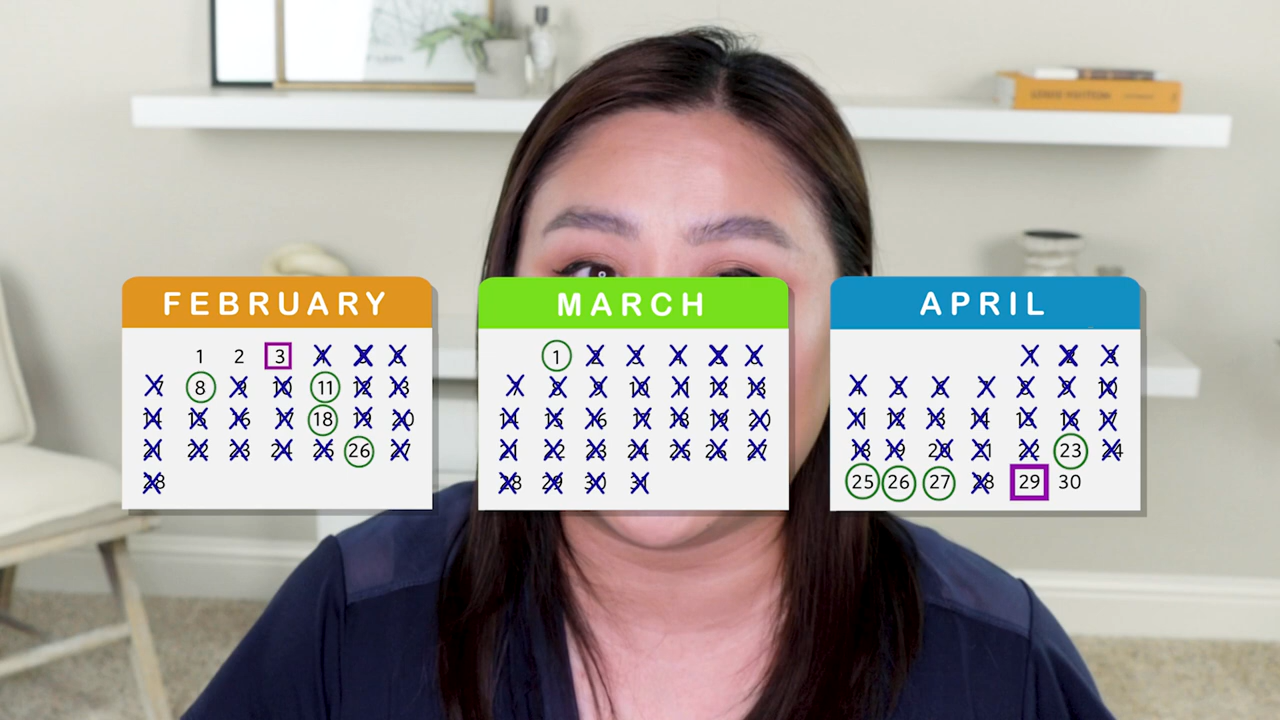 LOUIS VUITTON
FEBRUARY
1 2 3 4 5 6
7 8 9 10 11 12 13
14 15 16 17 18 19 20
21 22 23 24 25 26 27
28
MARCH
1 2 3 4 5 6
7 8 9 10 11 12 13
14 15 16 17 18 19 20
21 22 23 24 25 26 27
28 29 30 31
APRIL
1 2 3
4 5 6 7 8 9 10
11 12 13 14 15 16 17
18 19 20 21 22 23 24
25 26 27 28 29 30